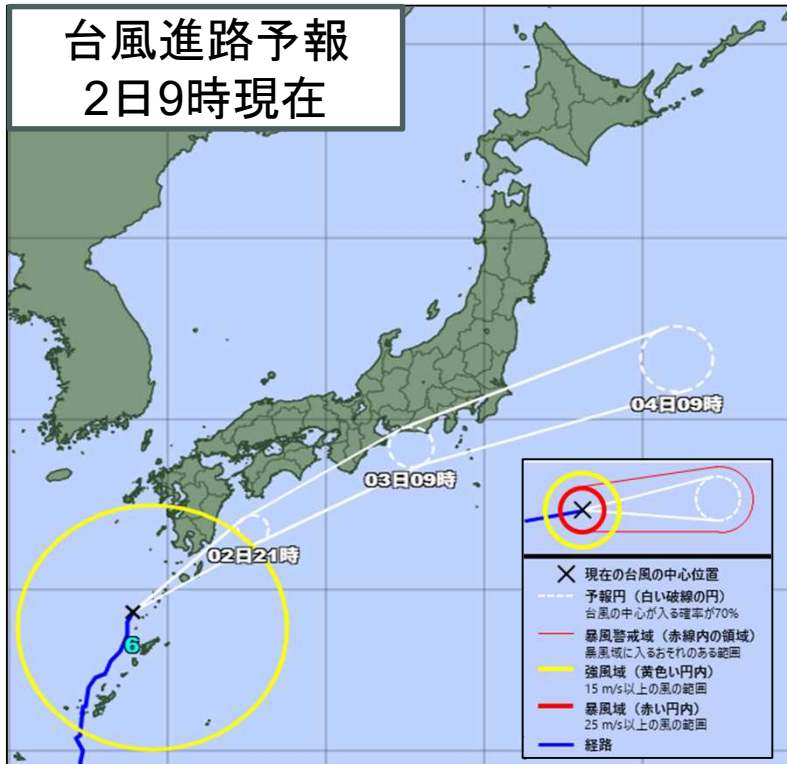 台風進路予報
2日9時現在
04日09時
03日09時
02日21時
6
現在の台風の中心位置
予報円（白い破線の円）
台風の中心が入る確率が70%
暴風警戒域（赤線内の領域）
暴風域に入るおそれのある範囲
強風域（黄色い円内）
15 m/s以上の風の範囲
暴風域（赤い円内）
25 m/s以上の風の範囲
経路